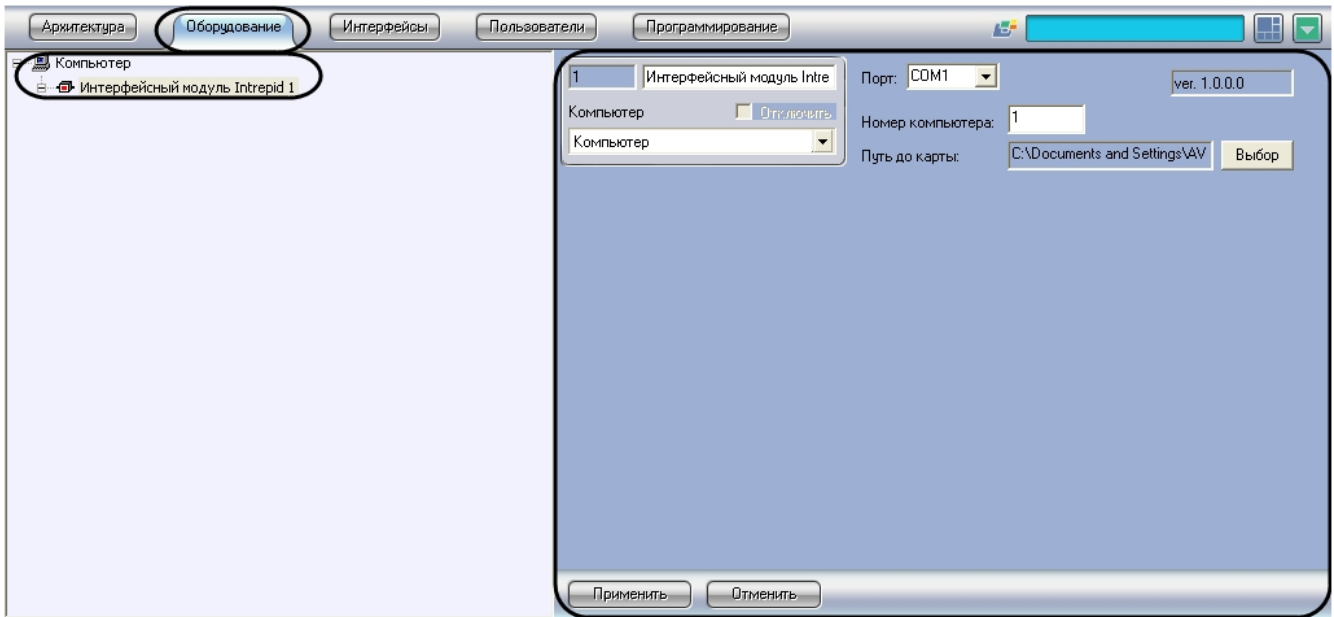 Архитектура Оборудование Интерфейсы Пользователи Программирование
Компьютер
Интерфейсный модуль Intrepid 1
1 Интерфейсный модуль Intre
Порт: COM1
ver. 1.0.0.0
Компьютер Отключить
Номер компьютера: 1
Компьютер
Путь до карты: C:\Documents and Settings\AV Выбор
Применить Отменить